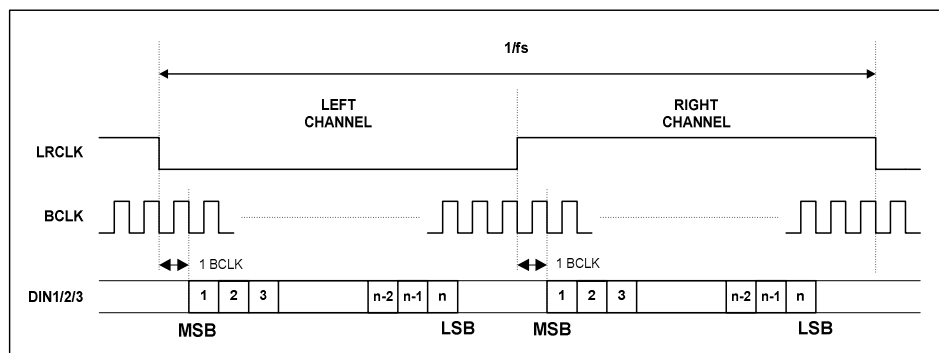 1/fs
LEFT
CHANNEL
RIGHT
CHANNEL
LRCLK
BCLK
1 BCLK
1 BCLK
DIN1/2/3
1 2 3 n-2 n-1 n 1 2 3 n-2 n-1 n
MSB LSB MSB LSB